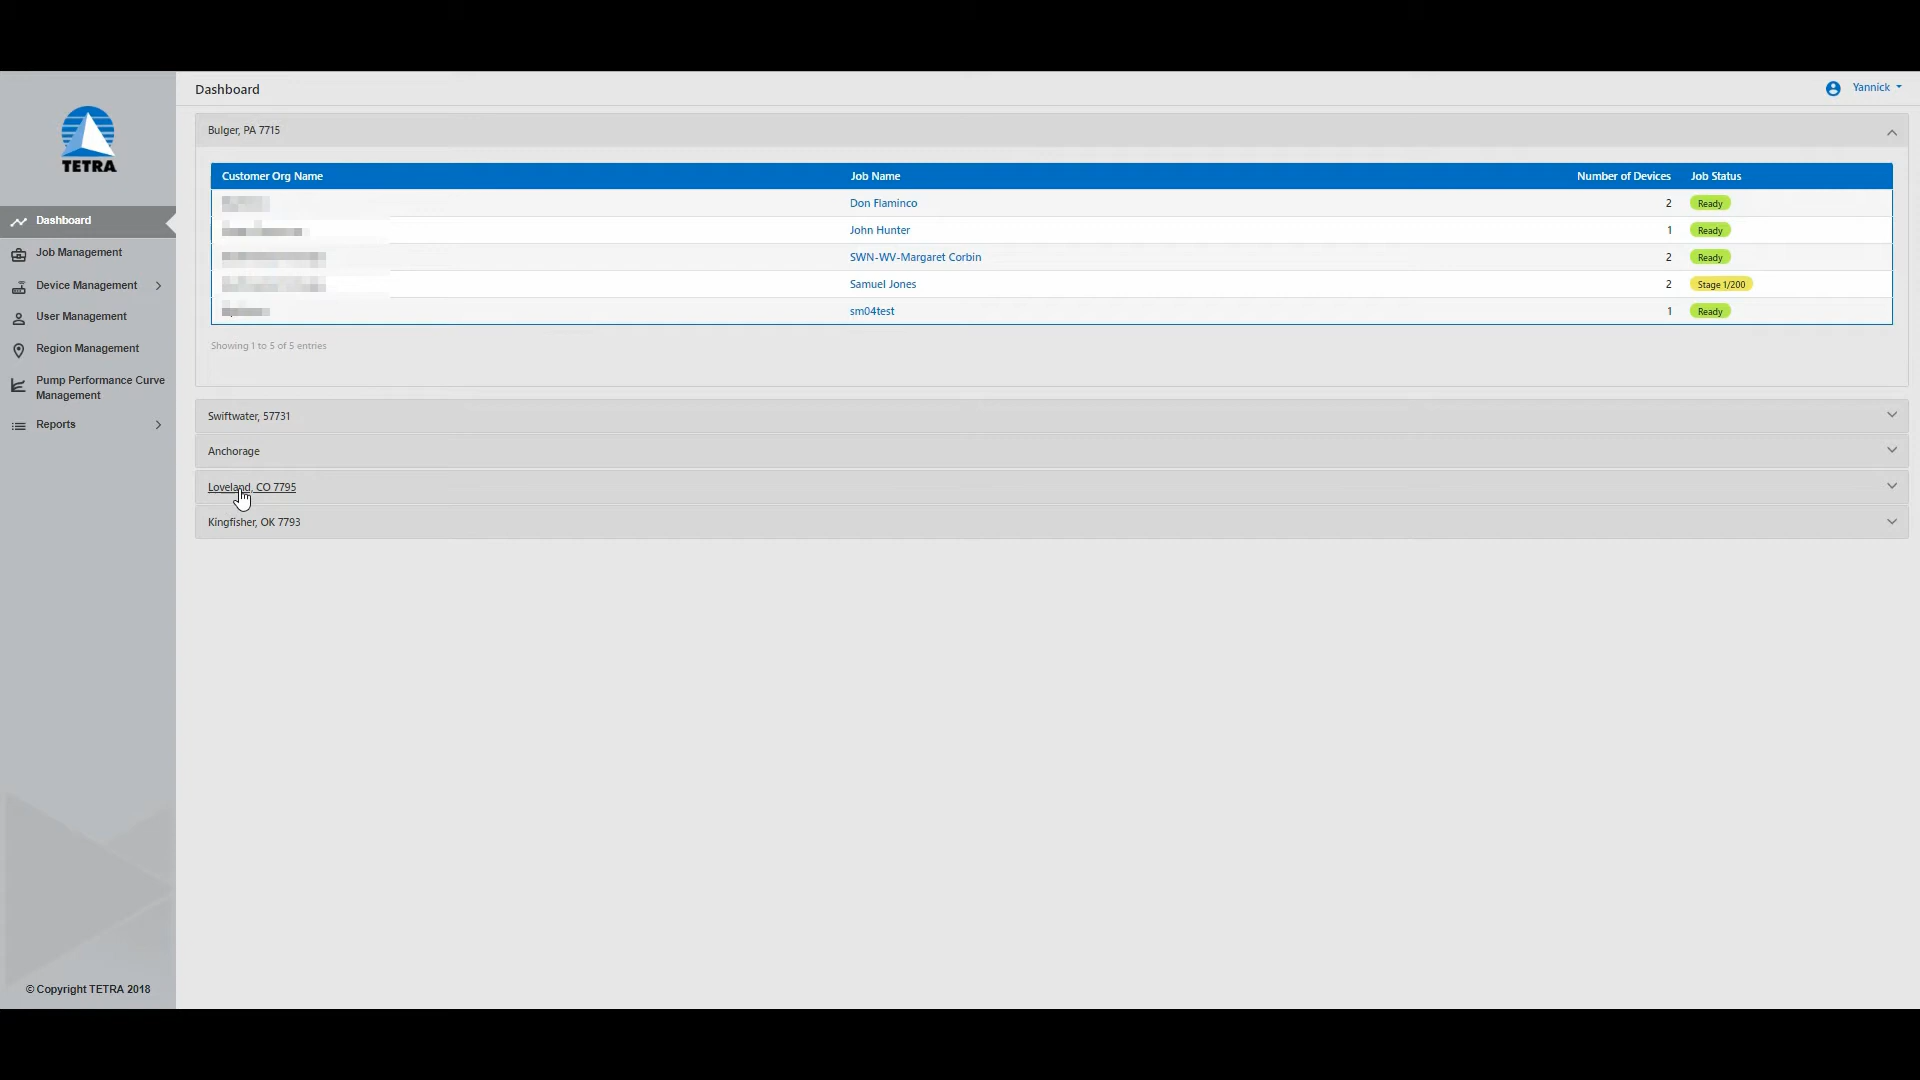 Dashboard
Yannick
TETRA
Bulger, PA 7715
Customer Org Name Job Name Number of Devices Job Status
Don Flaminco 2 Ready
John Hunter 1 Ready
SWN-WV-Margaret Corbin 2 Ready
Samuel Jones 2 Stage 1/200
sm04test 1 Ready
Showing 1 to 5 of 5 entries
Swiftwater, 57731
Anchorage
Loveland, CO 7795
Kingfisher, OK 7793
Dashboard
Job Management
Device Management
User Management
Region Management
Pump Performance Curve
Management
Reports
© Copyright TETRA 2018